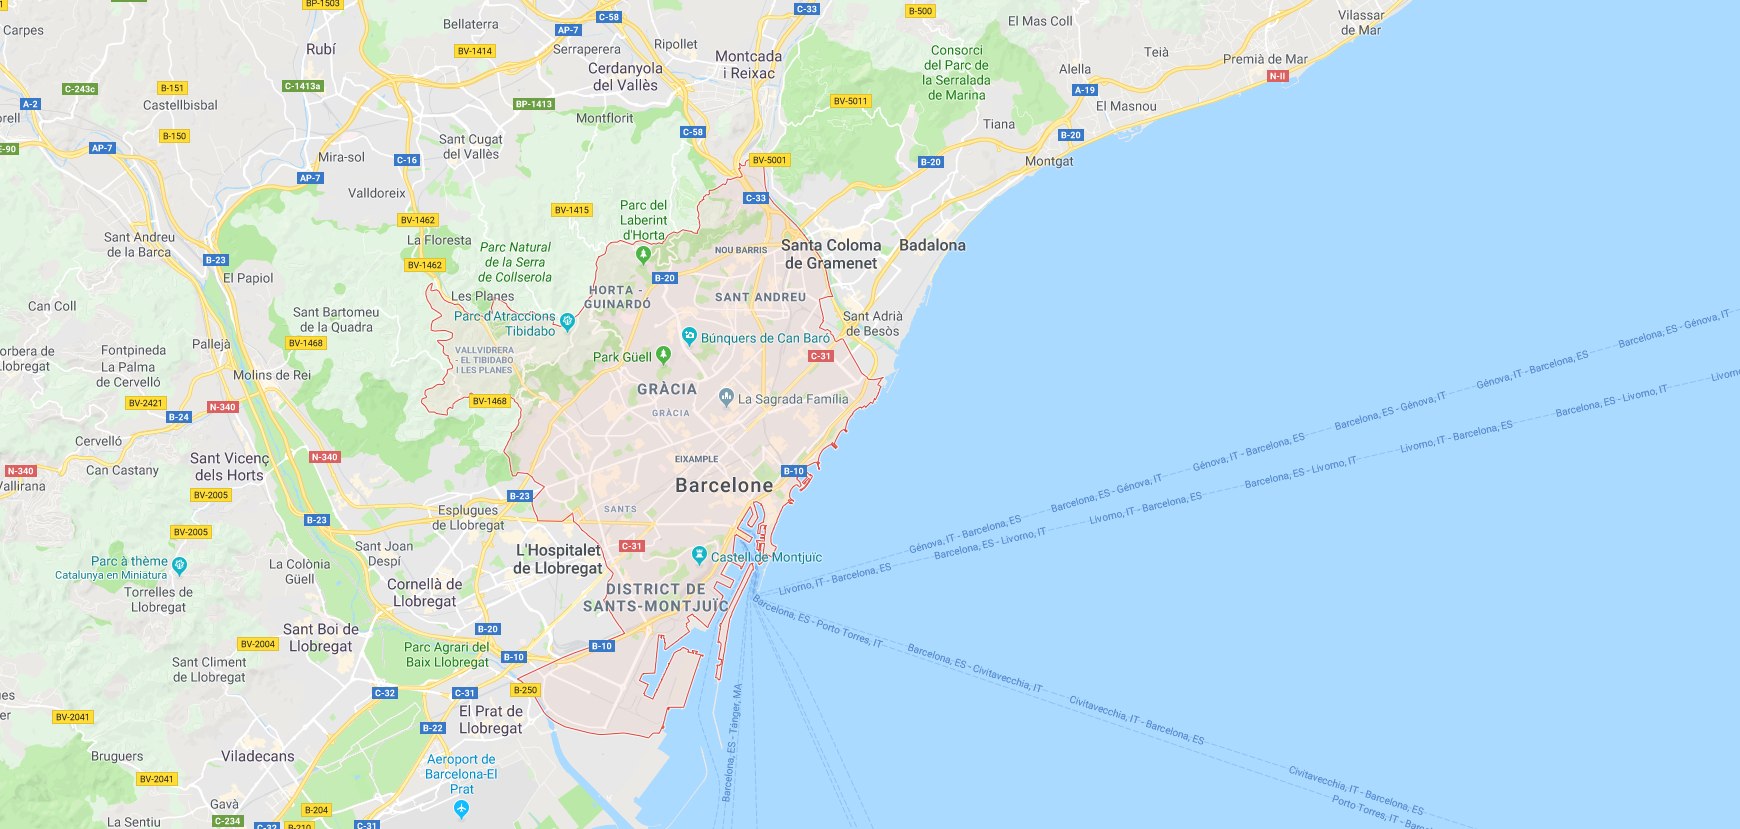 BP-1503
C-33
B-500
Vilassar
de Mar
Carpes
Bellaterra
C-58
El Mas Coll
AP-7
Rubí
BV-1414
Serraperera
Ripollet
Montcada
i Reixac
Consorci
del Parc de
la Serralada
de Marina
Teià
Premià de Mar
Cerdanyola
del Vallès
Alella
N-II
C-243c
B-151
C-1413a
A-19
A-2
Castellbisbal
BP-1413
BV-5011
El Masnou
Montflorit
Tiana
B-150
Sant Cugat
del Vallès
C-58
B-20
E-90
AP-7
Mira-sol
C-16
BV-5001
B-20
Montgat
AP-7
Valldoreix
C-33
BV-1462
BV-1415
Parc del
Laberint
d'Horta
Sant Andreu
de la Barca
La Floresta
Parc Natural
de la Serra
de Collserola
NOU BARRIS
Santa Coloma
de Gramenet
Badalona
B-23
BV-1462
El Papiol
B-20
Can Coll
Les Planes
HORTA -
GUINARDÓ
SANT ANDREU
Sant Bartomeu
de la Quadra
Parc d'Atraccions
Tibidabo
Sant Adrià
de Besòs
BV-1468
Pallejà
Búnquers de Can Baró
Fontpineda
La Palma
de Cervelló
VALLVIDRERA
- EL TIBIDABO
I LES PLANES
Park Güell
C-31
Molins de Rei
GRÀCIA
BV-2421
N-340
BV-1468
La Sagrada Família
B-24
GRÀCIA
Cervelló
Sant Vicenç
dels Horts
N-340
EIXAMPLE
N-340
Can Castany
B-10
Vallirana
Barcelone
BV-2005
B-23
Esplugues
de Llobregat
SANTS
B-23
BV-2005
Sant Joan
Despí
L'Hospitalet
de Llobregat
C-31
Castell de Montjuïc
Parc à thème
Catalunya en Miniatura
La Colònia
Güell
Cornellà de
Llobregat
DISTRICT DE
SANTS-MONTJUÏC
Torrelles de
Llobregat
Sant Boi de
Llobregat
B-20
BV-2004
Parc Agrari del
Baix Llobregat
B-10
B-10
Sant Climent
de Llobregat
C-32
C-31
B-250
BV-2041
B-22
El Prat de
Llobregat
Bruguers
Viladecans
Aeroport de
Barcelona-El
Prat
BV-2041
Gavà
B-204
C-234
La Sentiu
C-32
B-210
C-31
Barcelona, ES - Génova, IT
Génova, IT - Barcelona, ES
Barcelona, ES - Génova, IT
Génova, IT - Barcelona, ES
Barcelona, ES - Génova, IT
Génova, IT - Barcelona, ES
Barcelona, ES - Génova, IT
Génova, IT - Barcelona, ES
Barcelona, ES - Livorno, IT
Livorno, IT - Barcelona, ES
Barcelona, ES - Livorno, IT
Livorno, IT - Barcelona, ES
Barcelona, ES - Livorno, IT
Livorno, IT - Barcelona, ES
Barcelona, ES - Porto Torres, IT
Barcelona, ES - Civitavecchia, IT
Civitavecchia, IT - Barcelona, ES
Civitavecchia, IT - Barcelona, ES
Porto Torres, IT - Barc
Barcelona, ES - Tánger, MA